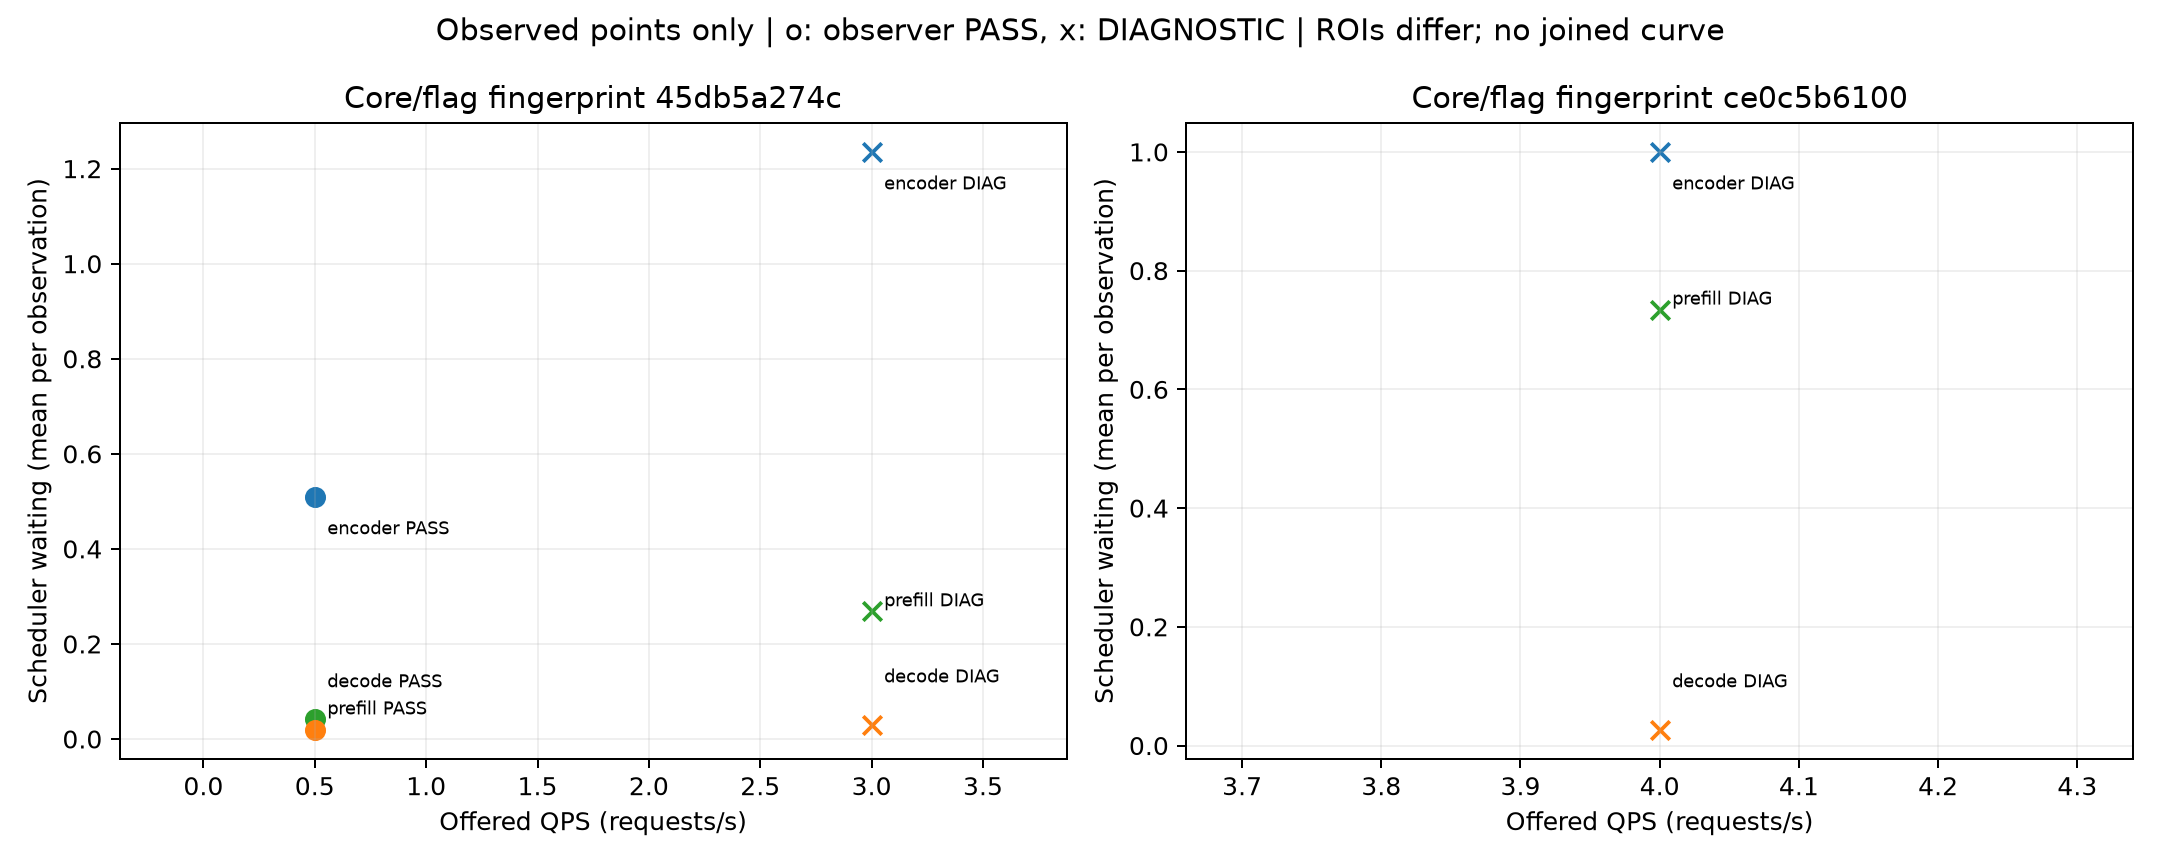 Observed points only | o: observer PASS, x: DIAGNOSTIC | ROIs differ; no joined curve
Core/flag fingerprint 45db5a274c
Scheduler waiting (mean per observation)
1.2
1.0
0.8
0.6
0.4
0.2
0.0
encoder DIAG
encoder PASS
prefill DIAG
decode DIAG
decode PASS
prefill PASS
0.0 0.5 1.0 1.5 2.0 2.5 3.0 3.5
Offered QPS (requests/s)
Core/flag fingerprint ce0c5b6100
Scheduler waiting (mean per observation)
1.0
0.8
0.6
0.4
0.2
0.0
encoder DIAG
prefill DIAG
decode DIAG
3.7 3.8 3.9 4.0 4.1 4.2 4.3
Offered QPS (requests/s)